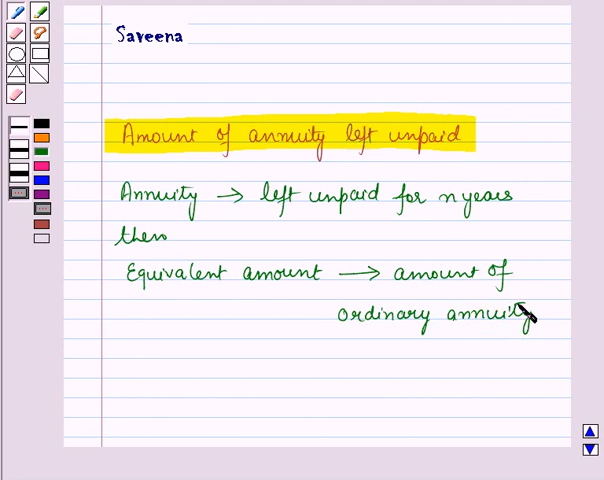 Saveena
Amount of annuity left unpaid
Annuity → left unpaid for n years
then
Equivalent amount → amount of
ordinary annuity